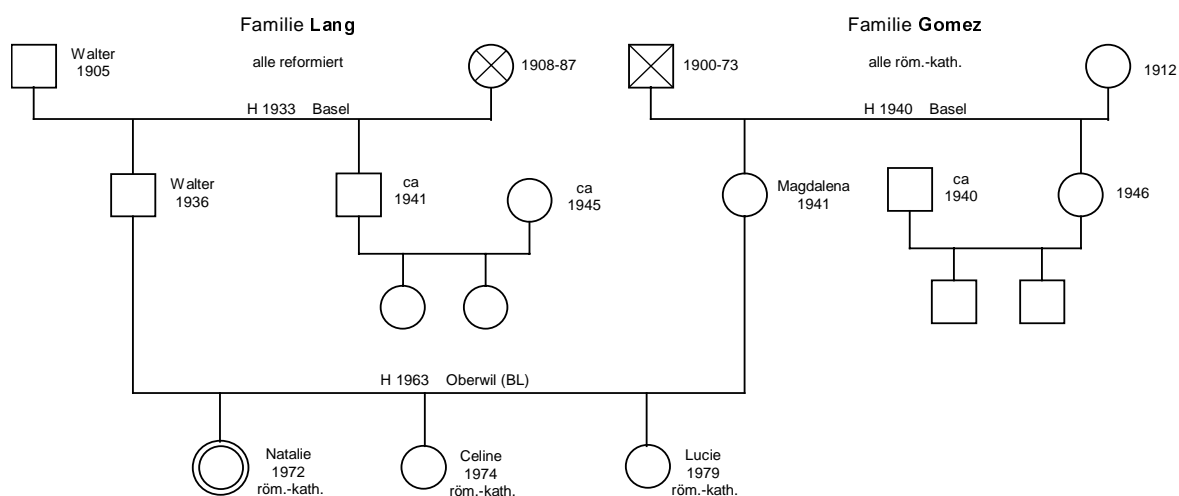 Familie Lang
Familie Gomez
Walter
1905
alle reformiert
1908-87
1900-73
alle röm.-kath.
1912
H 1933 Basel
H 1940 Basel
Walter
1936
ca
1941
ca
1945
Magdalena
1941
ca
1940
1946
H 1963 Oberwil (BL)
Natalie
1972
röm.-kath.
Celine
1974
röm.-kath.
Lucie
1979
röm.-kath.